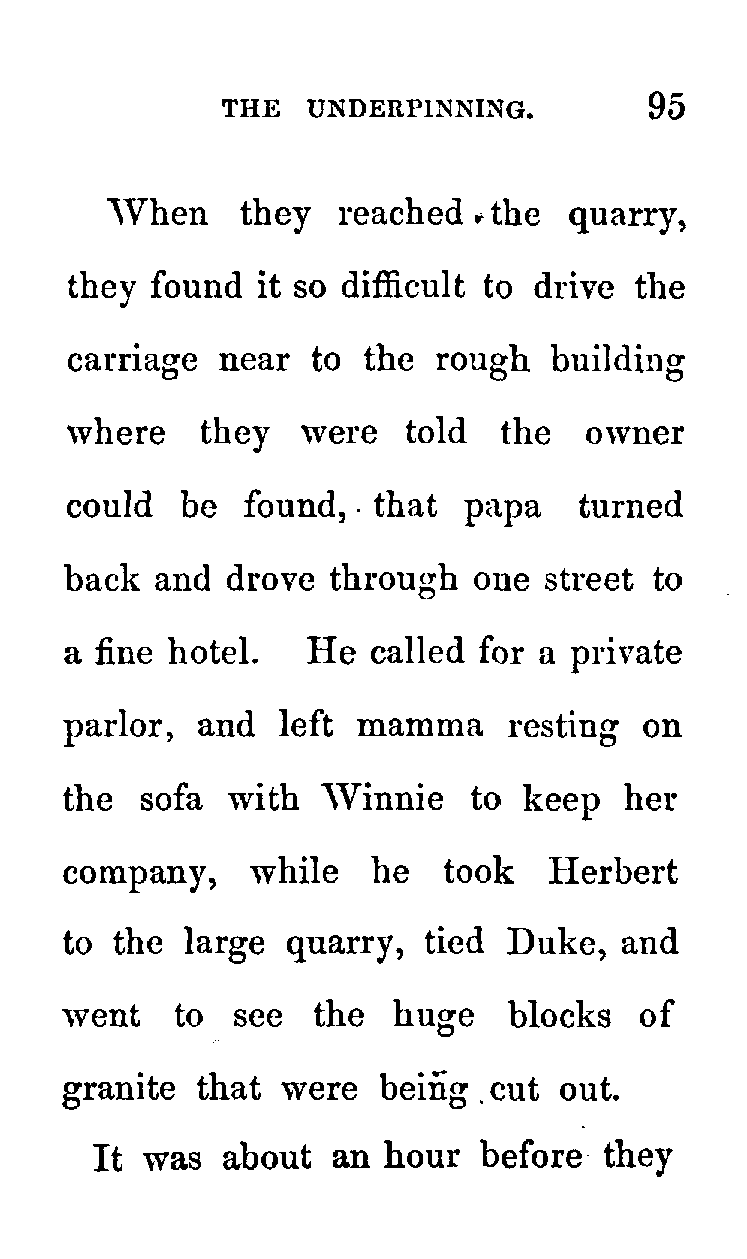 THE UNDERPINNING. 95
When they reached the quarry,
they found it so difficult to drive the
carriage near to the rough building
where they were told the owner
could be found, that papa turned
back and drove through one street to
a fine hotel. He called for a private
parlor, and left mamma resting on
the sofa with Winnie to keep her
company, while he took Herbert
to the large quarry, tied Duke, and
went to see the huge blocks of
granite that were being cut out.
It was about an hour before they